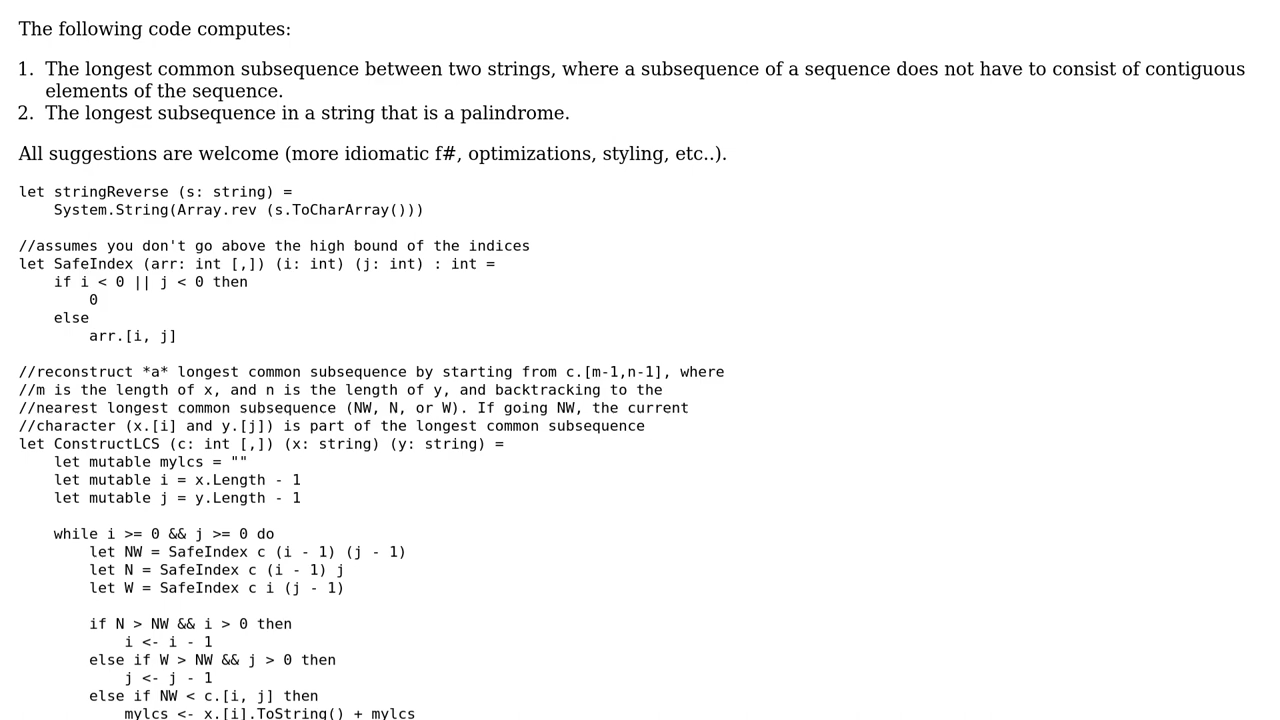 The following code computes:
1. The longest common subsequence between two strings, where a subsequence of a sequence does not have to consist of contiguous
elements of the sequence.
2. The longest subsequence in a string that is a palindrome.
All suggestions are welcome (more idiomatic f#, optimizations, styling, etc..).
let stringReverse (s: string) =
    System.String(Array.rev (s.ToCharArray()))
//assumes you don't go above the high bound of the indices
let SafeIndex (arr: int [,]) (i: int) (j: int) : int =
    if i < 0 || j < 0 then
        0
    else
        arr.[i, j]
//reconstruct *a* longest common subsequence by starting from c.[m-1,n-1], where
//m is the length of x, and n is the length of y, and backtracking to the
//nearest longest common subsequence (NW, N, or W). If going NW, the current
//character (x.[i] and y.[j]) is part of the longest common subsequence
let ConstructLCS (c: int [,]) (x: string) (y: string) =
    let mutable mylcs = ""
    let mutable i = x.Length - 1
    let mutable j = y.Length - 1
    while i >= 0 && j >= 0 do
        let NW = SafeIndex c (i - 1) (j - 1)
        let N = SafeIndex c (i - 1) j
        let W = SafeIndex c i (j - 1)
        if N > NW && i > 0 then
            i <- i - 1
        else if W > NW && j > 0 then
            j <- j - 1
        else if NW < c.[i, j] then
            mylcs <- x.[i].ToString() + mylcs